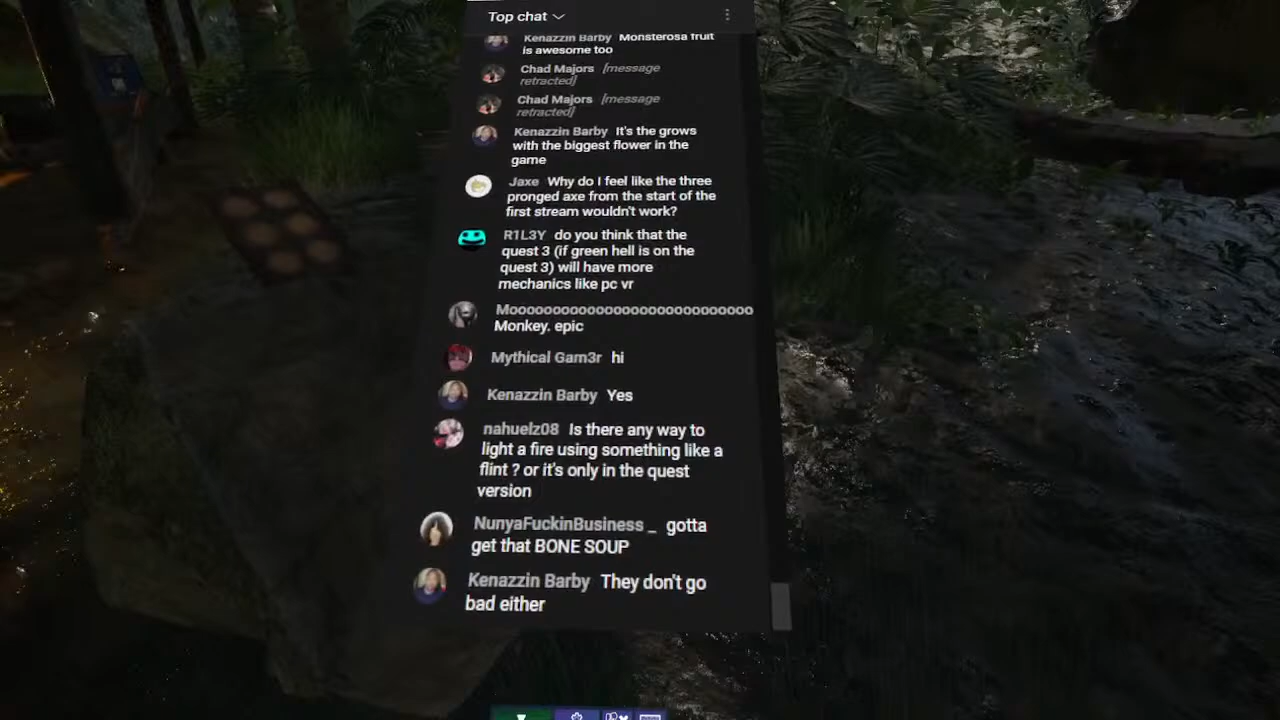 Top chat
Kenazzin Barby Monsterosa fruit
is awesome too
Chad Majors [message
retracted]
Chad Majors [message
retracted]
Kenazzin Barby It's the grows
with the biggest flower in the
game
Jaxe Why do I feel like the three
pronged axe from the start of the
first stream wouldn't work?
R1L3Y do you think that the
quest 3 (if green hell is on the
quest 3) will have more
mechanics like pc vr
Mooooooooooooooooooooooooooo
Monkey. epic
Mythical Gam3r hi
Kenazzin Barby Yes
nahuelz08 Is there any way to
light a fire using something like a
flint ? or it's only in the quest
version
NunyaFuckinBusiness _ gotta
get that BONE SOUP
Kenazzin Barby They don't go
bad either